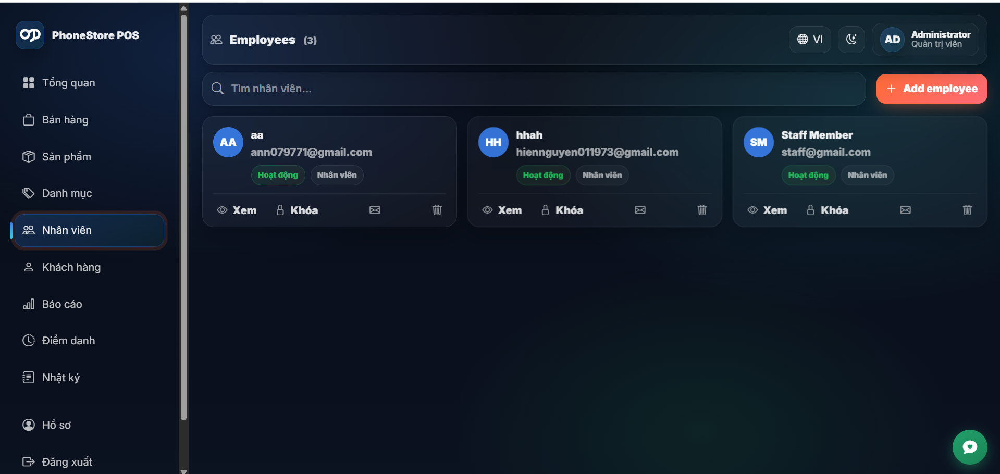 PhoneStore POS
Tổng quan
Bán hàng
Sản phẩm
Danh mục
Nhân viên
Khách hàng
Báo cáo
Điểm danh
Nhật ký
Hồ sơ
Đăng xuất
Employees (3)
VI
AD
Administrator
Quản trị viên
Tìm nhân viên...
+ Add employee
AA
aa
ann079771@gmail.com
Hoạt động Nhân viên
Xem Khóa
HH
hhah
hiennguyen011973@gmail.com
Hoạt động Nhân viên
Xem Khóa
SM
Staff Member
staff@gmail.com
Hoạt động Nhân viên
Xem Khóa